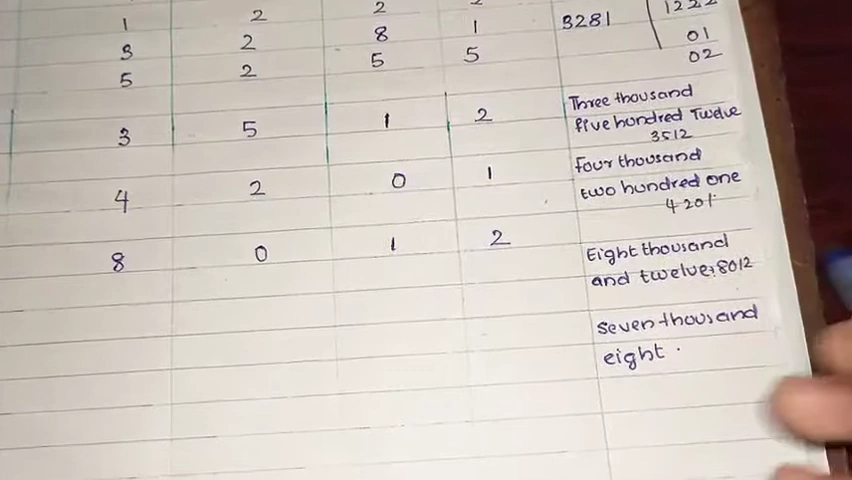 1 2 2 2
3 2 8 1 3281 1222
5 2 5 5 01
02
3 5 1 2 Three thousand
five hundred Twelve
3512
4 2 0 1 Four thousand
two hundred one
4201
8 0 1 2 Eight thousand
and twelve, 8012
seven thousand
eight.